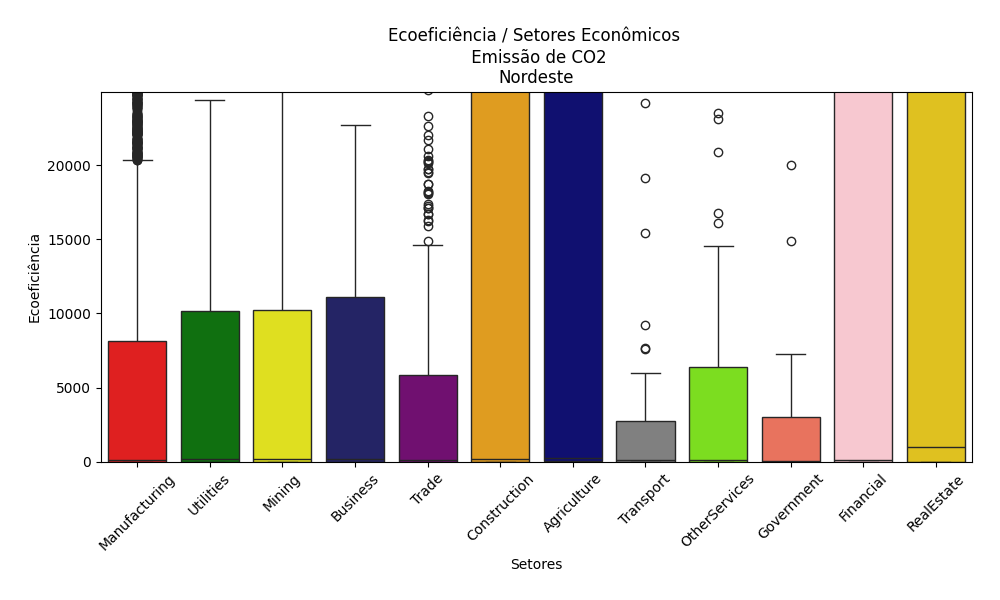 Ecoeficiência / Setores Econômicos
Emissão de CO2
Nordeste
Ecoeficiência
20000
15000
10000
5000
0
Manufacturing
Utilities
Mining
Business
Trade
Construction
Agriculture
Transport
OtherServices
Government
Financial
RealEstate
Setores